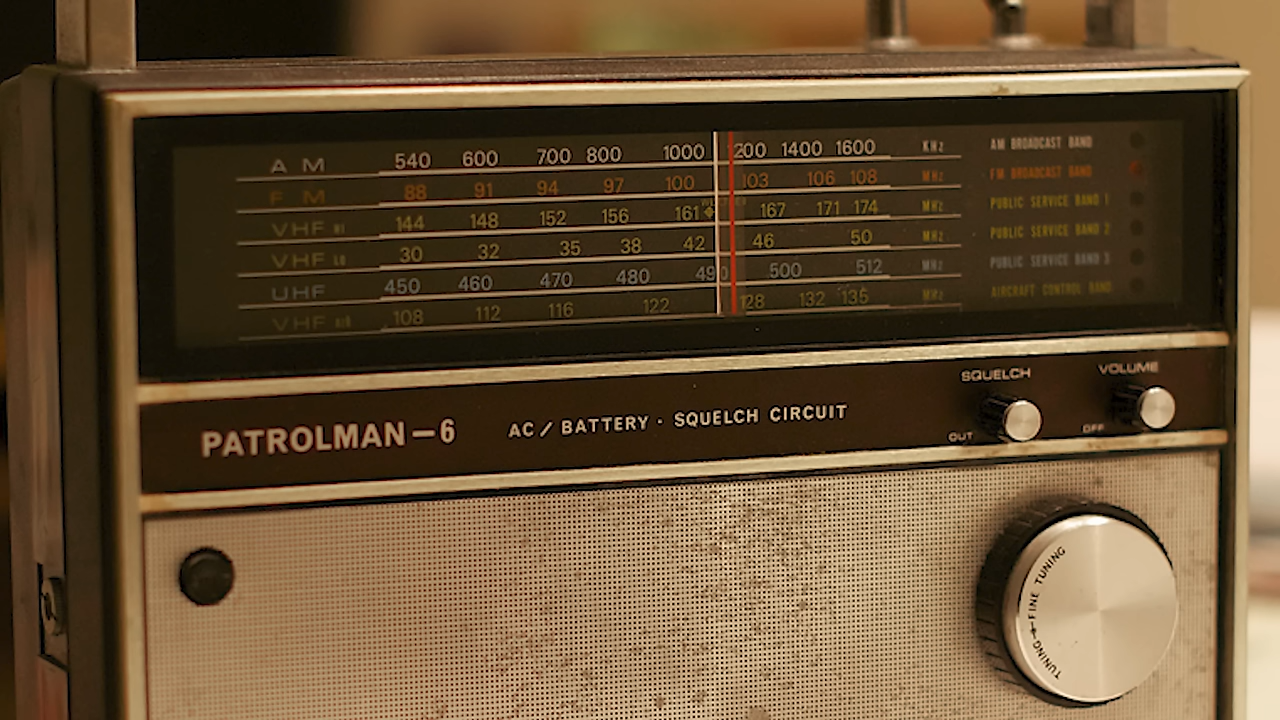 AM 540 600 700 800 1000 1200 1400 1600 KHz AM BROADCAST BAND
FM 88 91 94 97 100 103 106 108 MHz FM BROADCAST BAND
VHF HI 144 148 152 156 161 167 171 174 MHz PUBLIC SERVICE BAND 1
VHF LO 30 32 35 38 42 46 50 MHz PUBLIC SERVICE BAND 2
UHF 450 460 470 480 490 500 512 MHz PUBLIC SERVICE BAND 3
VHF 108 112 116 122 128 132 135 MHz AIRCRAFT CONTROL BAND
SQUELCH VOLUME
PATROLMAN–6 AC/BATTERY · SQUELCH CIRCUIT
OUT OFF
TUNING FINE TUNING